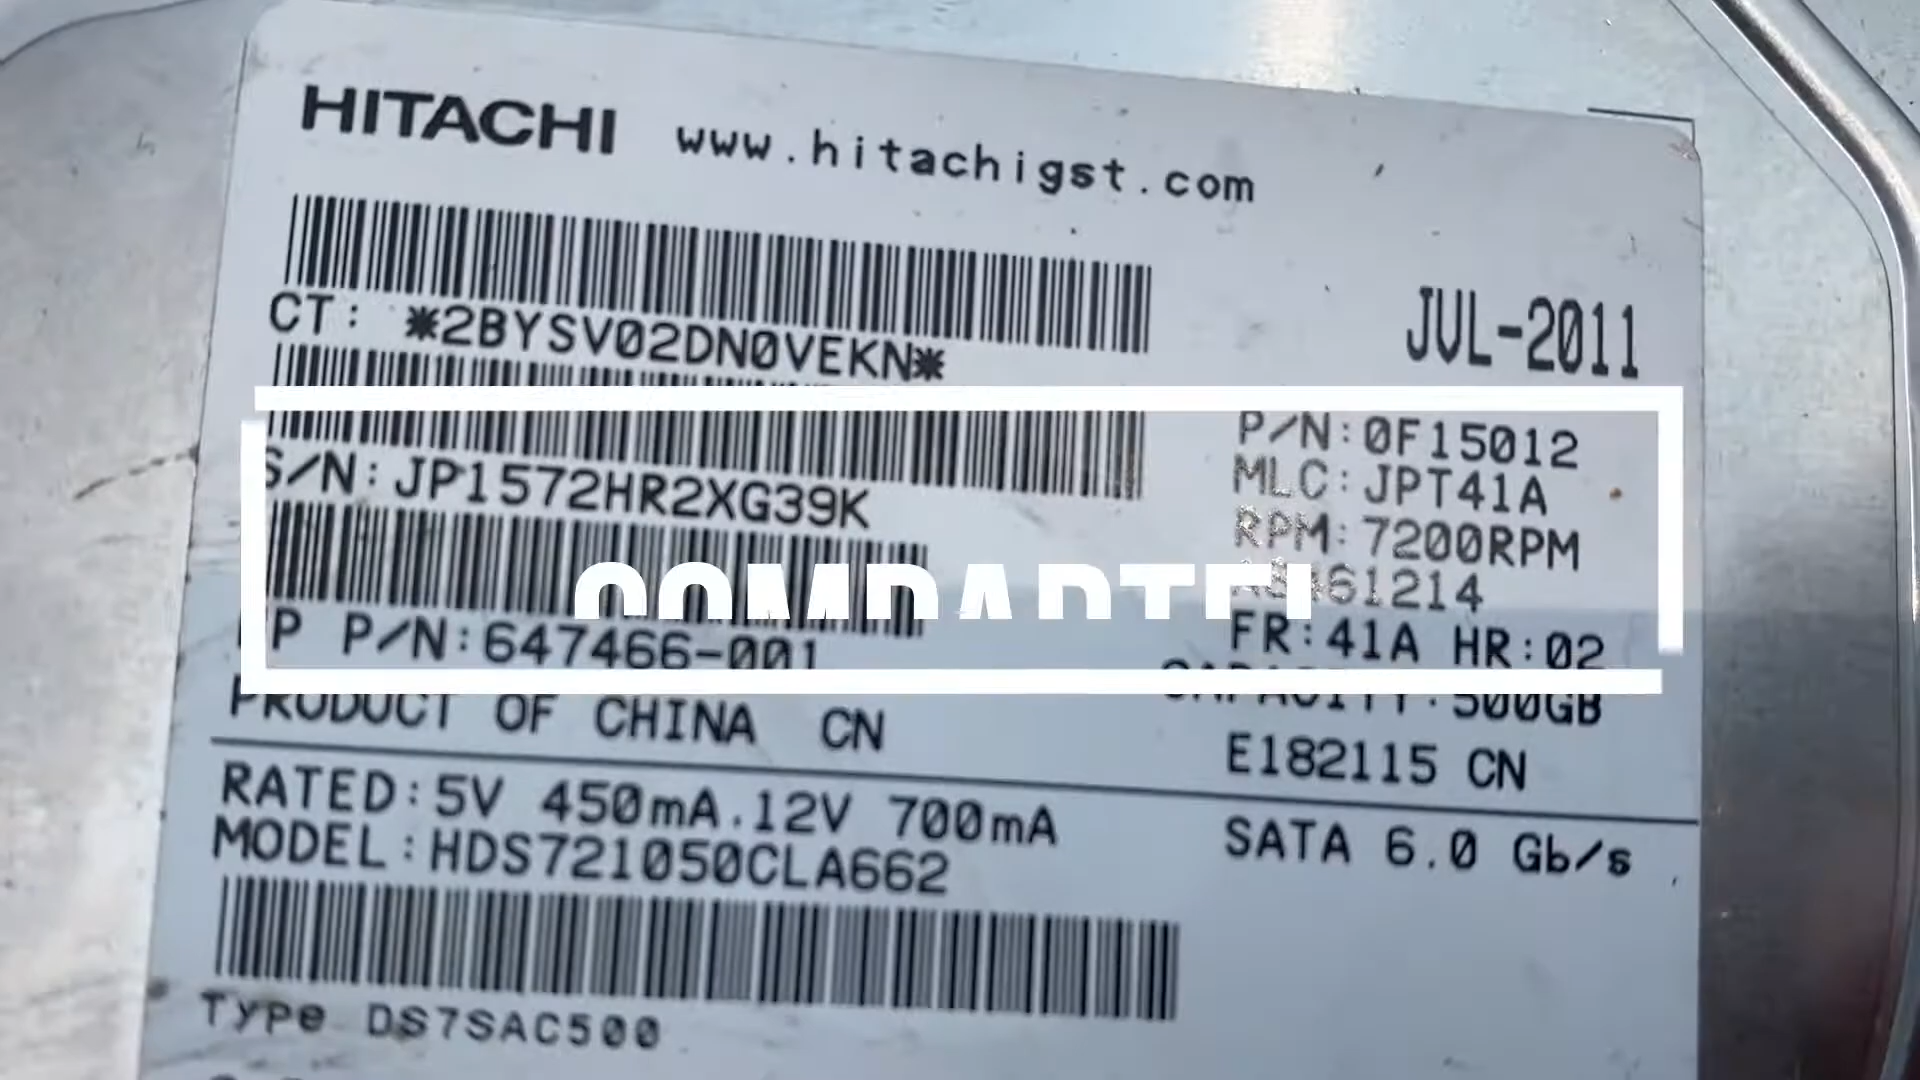 HITACHI www.hitachigst.com
CT: *2BYSV02DN0VEKN*
JUL-2011
S/N:JP1572HR2XG39K
P/N:0F15012
MLC:JPT41A
RPM:7200RPM
P/N:647466-001
FR:41A HR:02
PRODUCT OF CHINA CN
CAPACITY:500GB
E182115 CN
RATED:5V 450mA.12V 700mA
MODEL:HDS721050CLA662
SATA 6.0 Gb/s
Type DS7SAC500